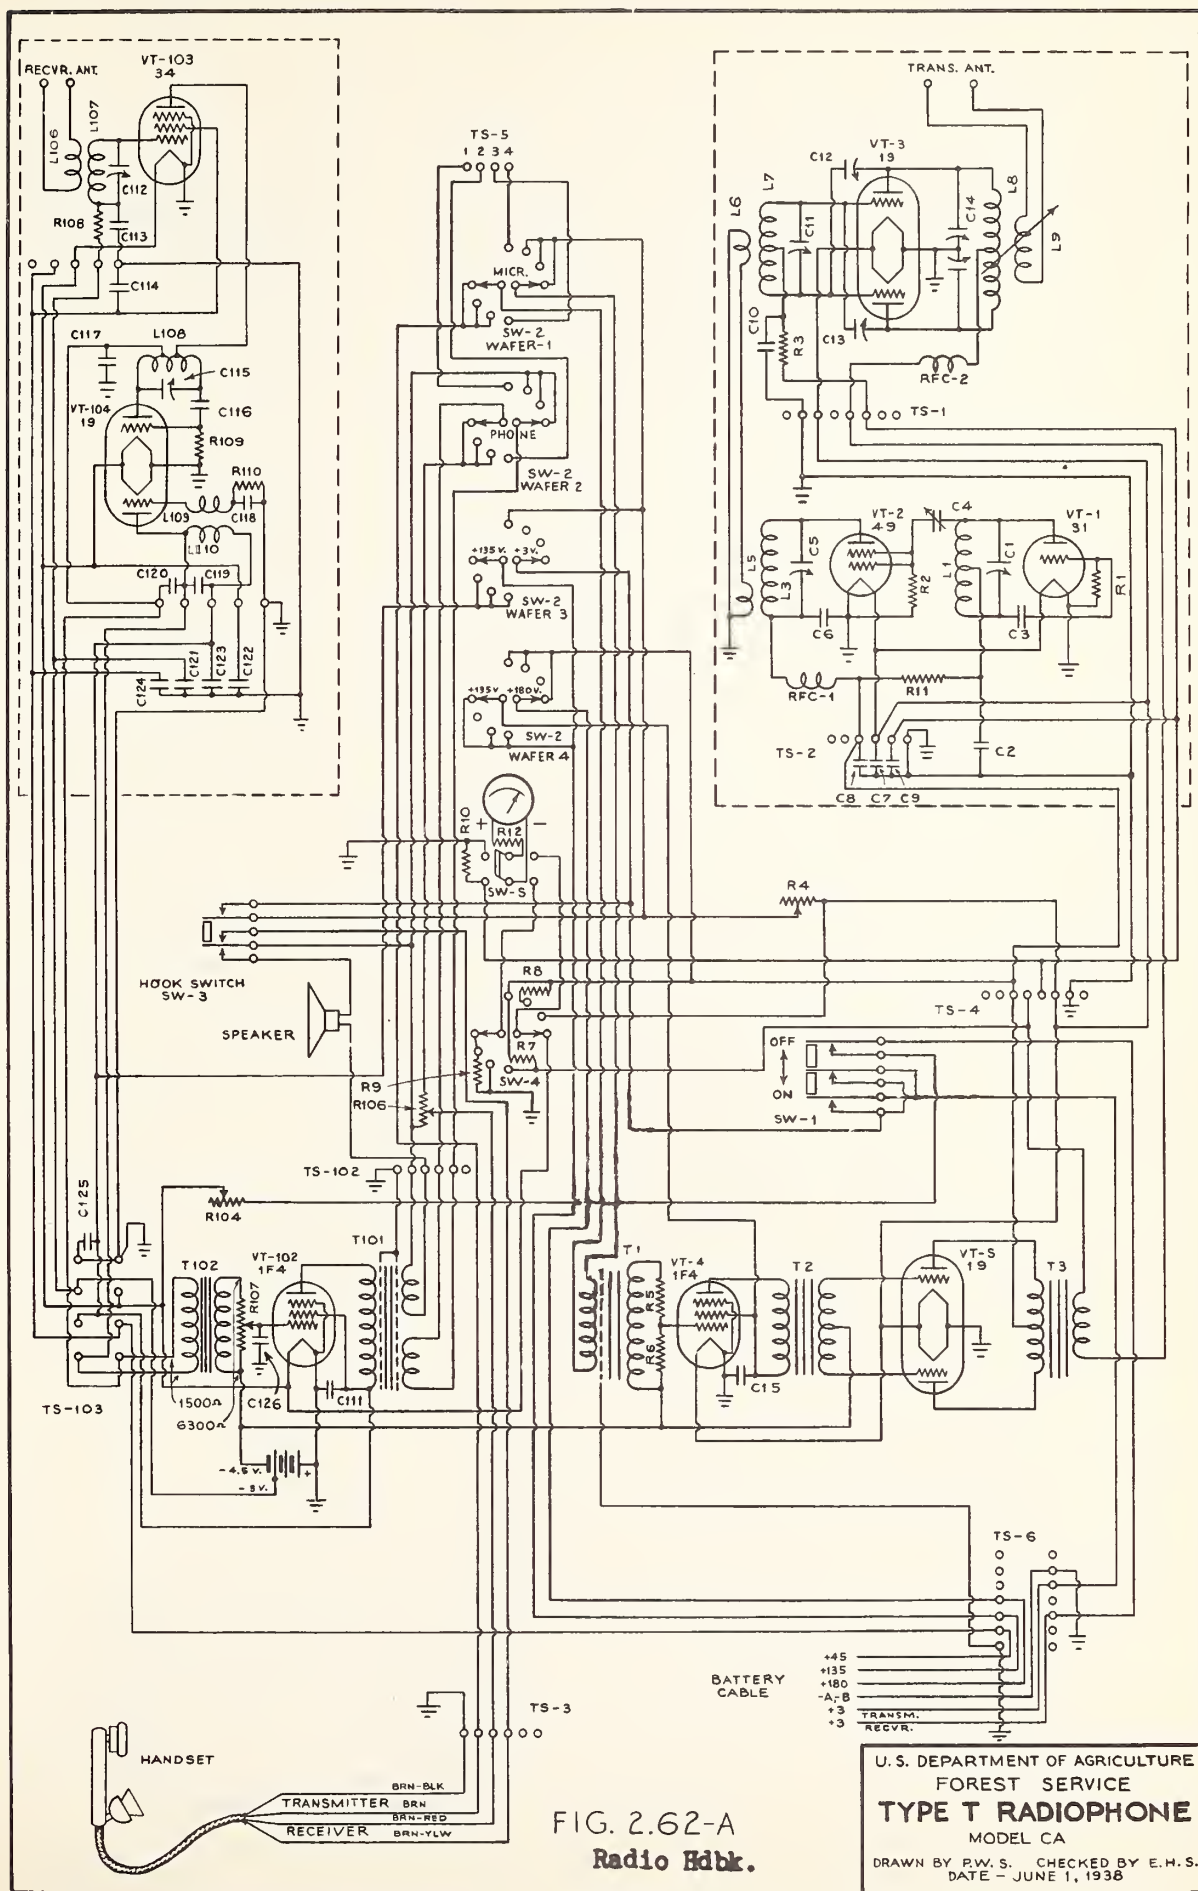 RECVR. ANT.
VT-103
34
L106
L107
C112
R108
C113
C114
C117
L108
C115
C116
VT-104
19
R109
R110
L109
C118
L110
C120
C119
C124
C121
C123
C122
TS-5
1 2 3 4
MICR.
SW-2
WAFER-1
PHONE
SW-2
WAFER 2
+135V.
+3V.
SW-2
WAFER 3
+135V.
+180V.
SW-2
WAFER 4
TRANS. ANT.
VT-3
19
C12
L6
L7
C11
C14
L8
L9
C10
R3
C13
RFC-2
TS-1
VT-2
49
C4
VT-1
31
L5
L3
C5
R2
L1
C1
R1
C6
C3
RFC-1
R11
TS-2
C2
C8
C7
C9
R10
+
R12
-
SW-5
R4
HOOK SWITCH
SW-3
SPEAKER
R8
TS-4
R7
R9
SW-4
R106
OFF
ON
SW-1
TS-102
C125
R104
T102
R107
VT-102
1F4
T101
T1
R5
R6
VT-4
1F4
T2
VT-5
19
T3
C15
TS-103
1500Ω
6300Ω
C126
C111
-4.5 V.
-3V.
+
TS-6
BATTERY
CABLE
+45
+135
+180
-A,-B
+3 TRANSM.
+3 RECVR.
TS-3
HANDSET
BRN-BLK
TRANSMITTER BRN
BRN-RED
RECEIVER BRN-YLW
FIG. 2.62-A
Radio Hdbk.
U.S. DEPARTMENT OF AGRICULTURE
FOREST SERVICE
TYPE T RADIOPHONE
MODEL CA
DRAWN BY P.W.S. CHECKED BY E.H.S.
DATE - JUNE 1, 1938